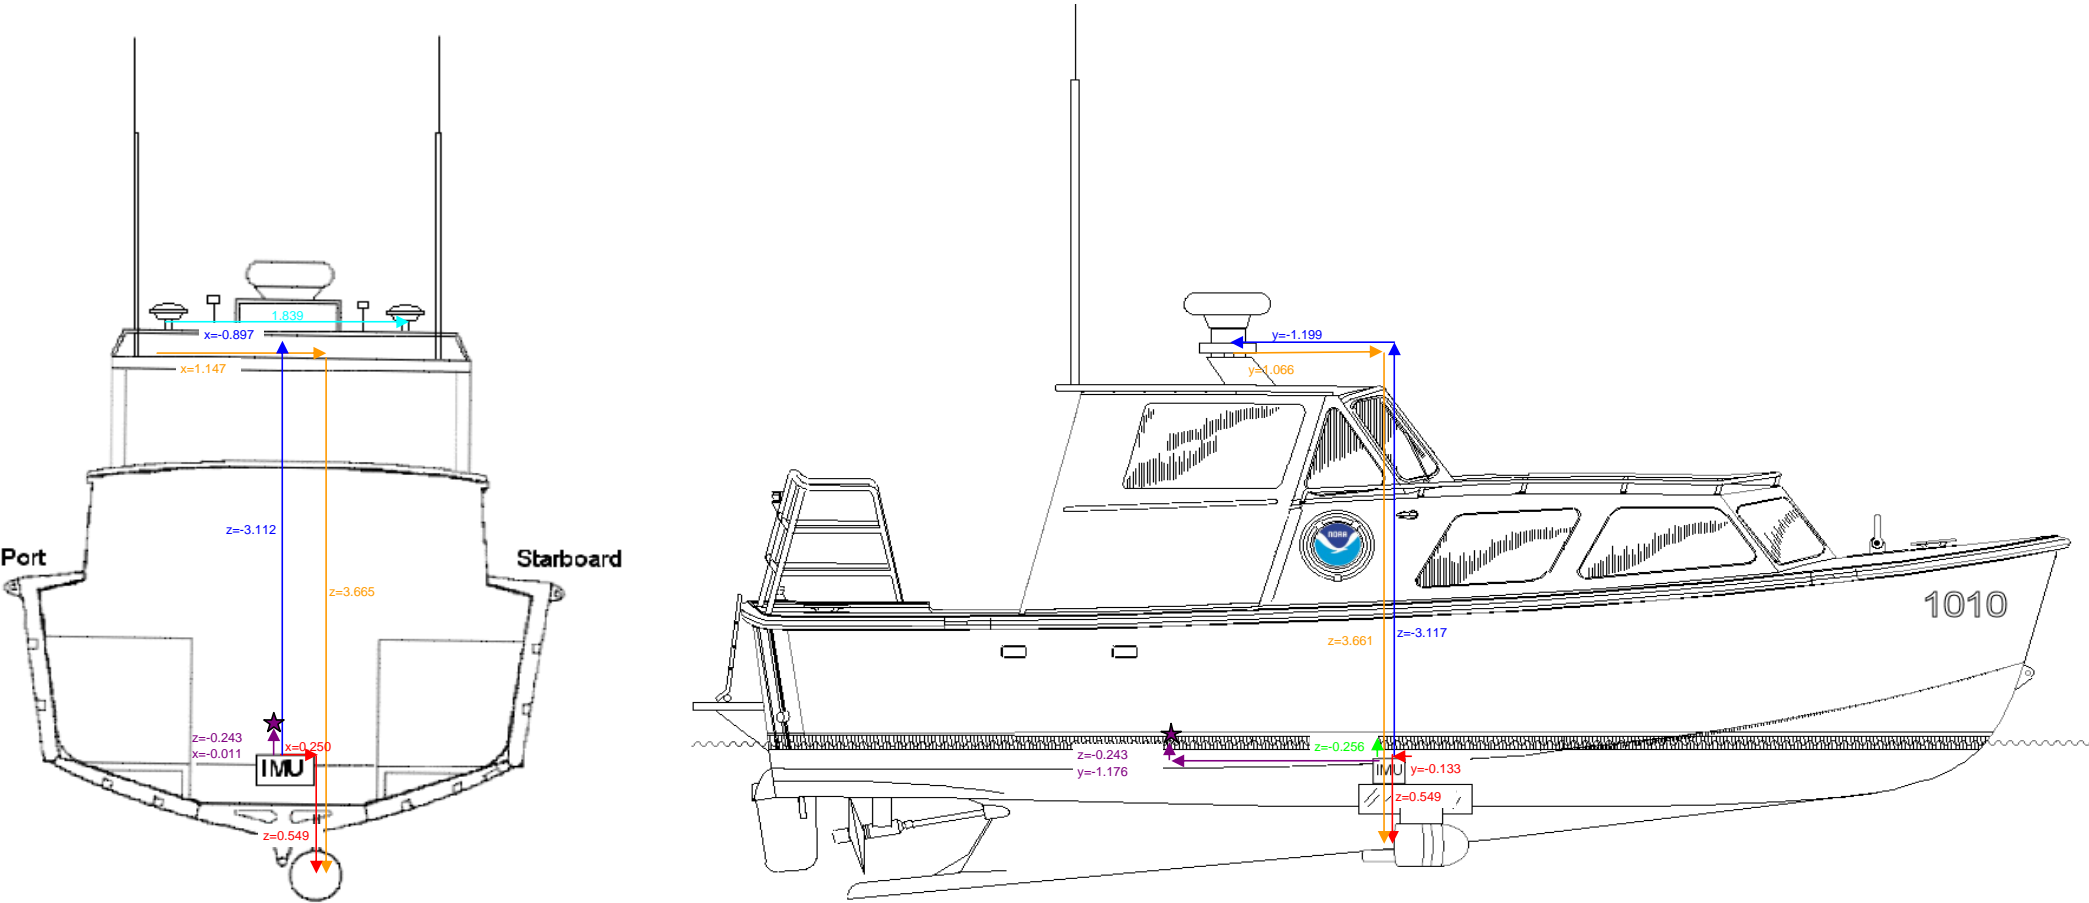 1.839
x=-0.897
x=1.147
z=-3.112
Port
Starboard
z=3.665
z=-0.243
x=-0.011
x=0.250
IMU
z=0.549
y=-1.199
y=1.066
NOAA
1010
z=3.661
z=-3.117
z=-0.243
y=-1.176
z=-0.256
IMU
y=-0.133
z=0.549